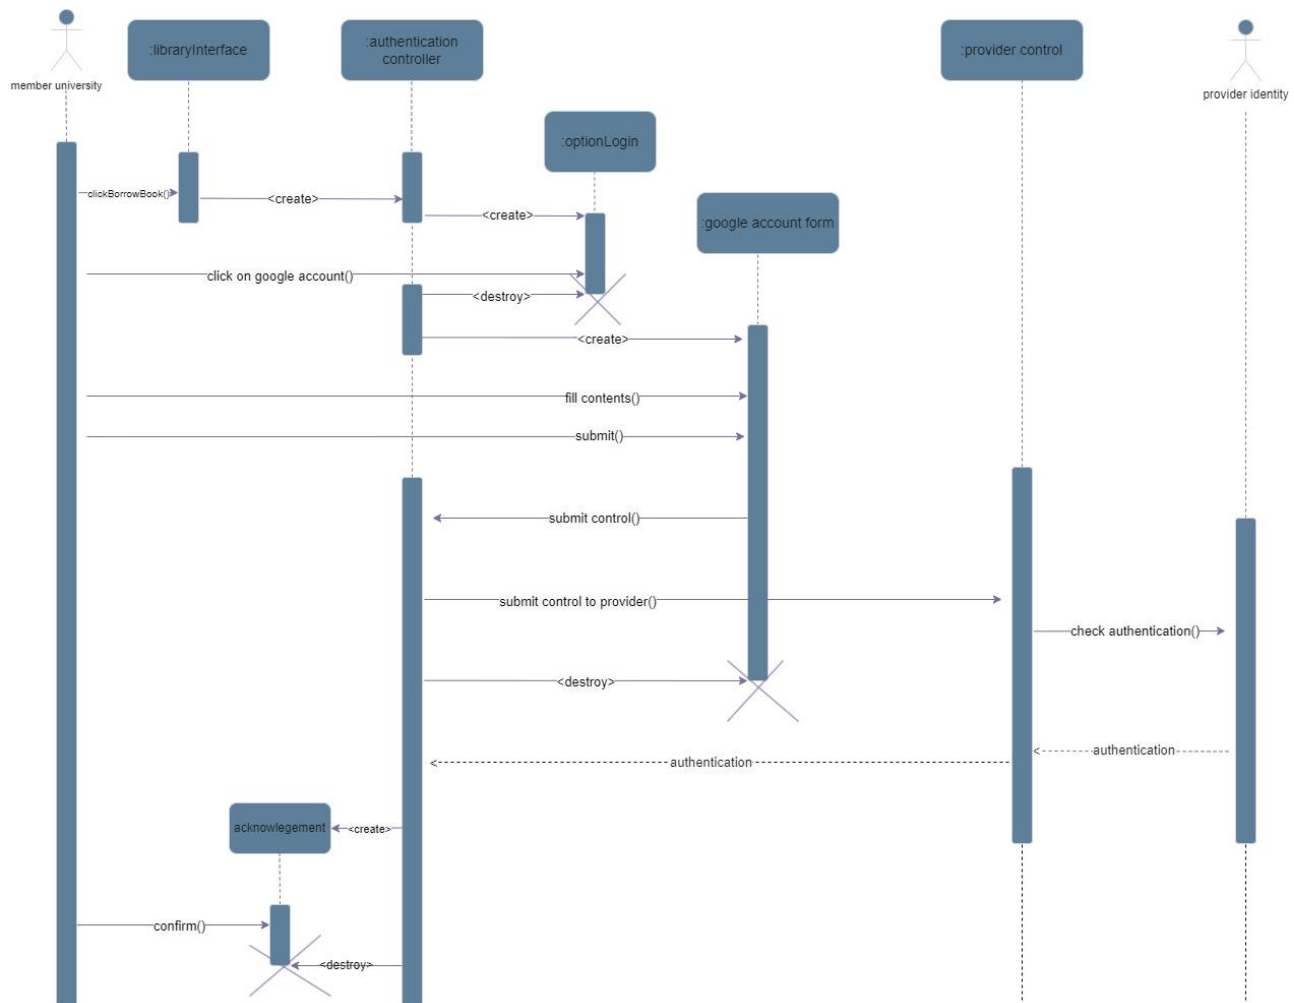 member university
:libraryInterface
:authentication
controller
:provider control
provider identity
:optionLogin
clickBorrowBook()
<create>
<create>
:google account form
click on google account()
<destroy>
<create>
fill contents()
submit()
submit control()
submit control to provider()
check authentication()
<destroy>
authentication
authentication
acknowlegement
<create>
confirm()
<destroy>